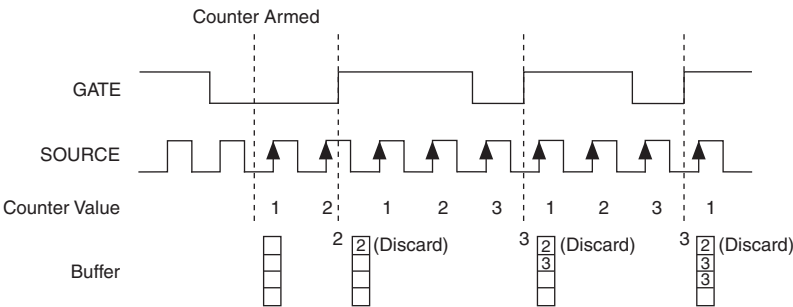 Counter Armed
GATE
SOURCE
Counter Value 1 2 1 2 3 1 2 3 1
2 2 (Discard) 3 2 (Discard) 3 2 (Discard)
3 3
Buffer 3